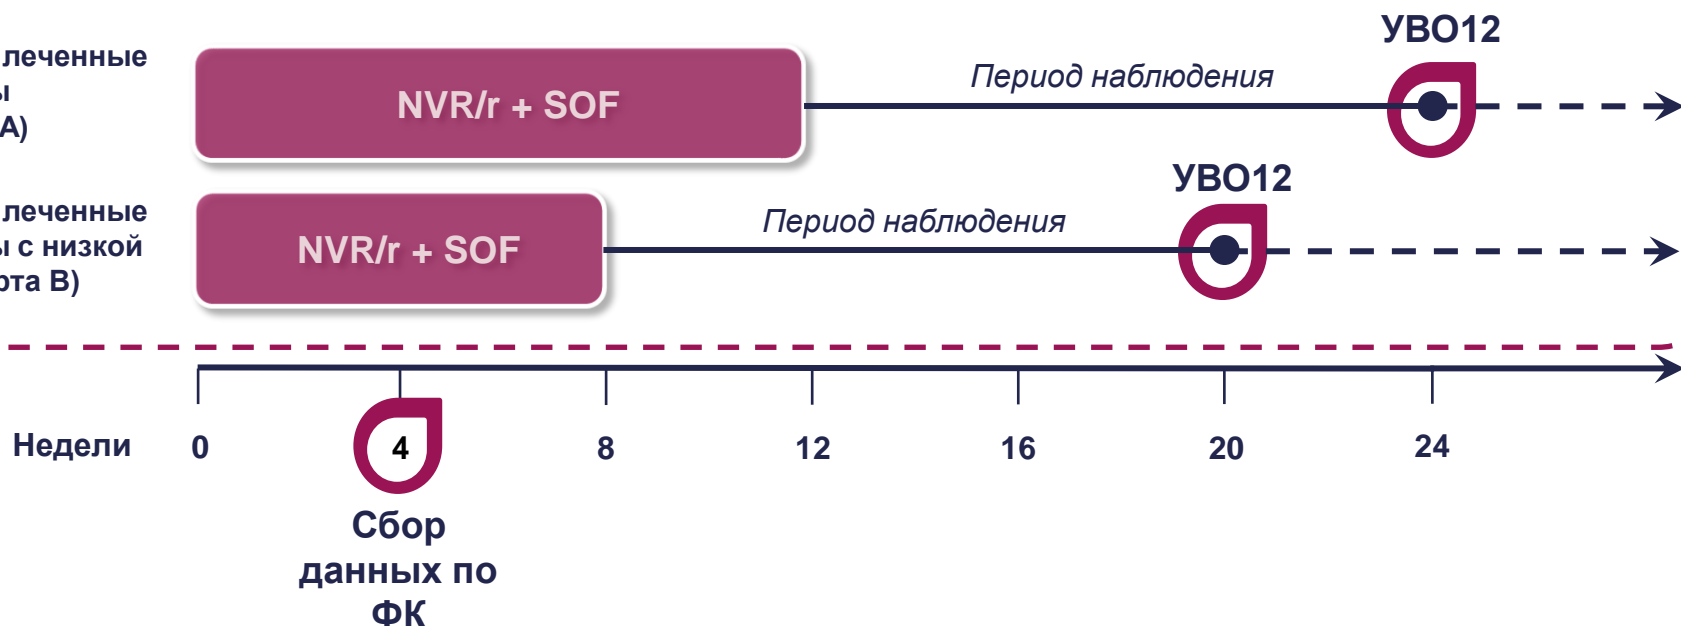 леченные
ы
А)
NVR/r + SOF
Период наблюдения
УВО12
леченные
ы с низкой
рта В)
NVR/r + SOF
Период наблюдения
УВО12
Недели 0 4 8 12 16 20 24
Сбор
данных по
ФК